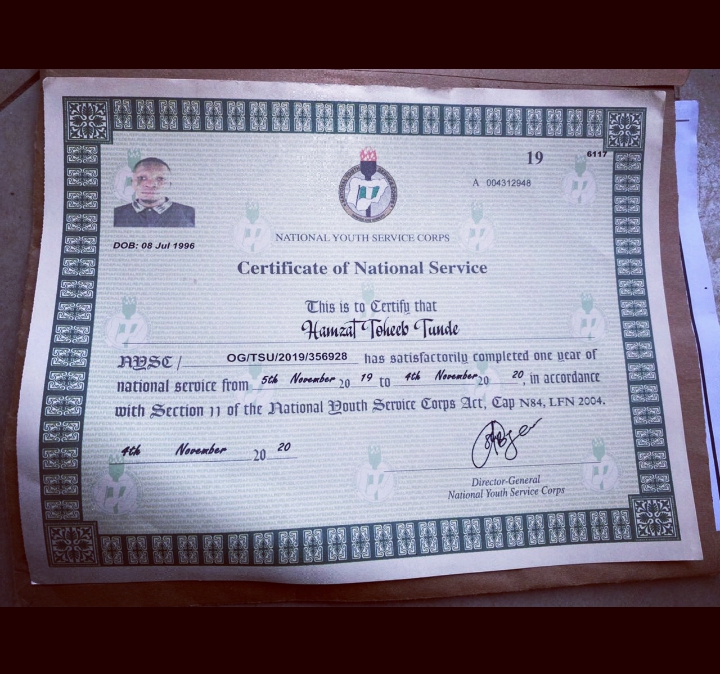 19
6117
A 004312948
DOB: 08 Jul 1996
NATIONAL YOUTH SERVICE CORPS
Certificate of National Service
This is to Certify that
Hamzat Toheeb Tunde
NYSC/ OG/TSU/2019/356928 has satisfactorily completed one year of
national service from 5th November 20 19 to 4th November 20 20, in accordance
with Section 11 of the National Youth Service Corps Act, Cap N84, LFN 2004.
4th November 20 20
Director-General
National Youth Service Corps